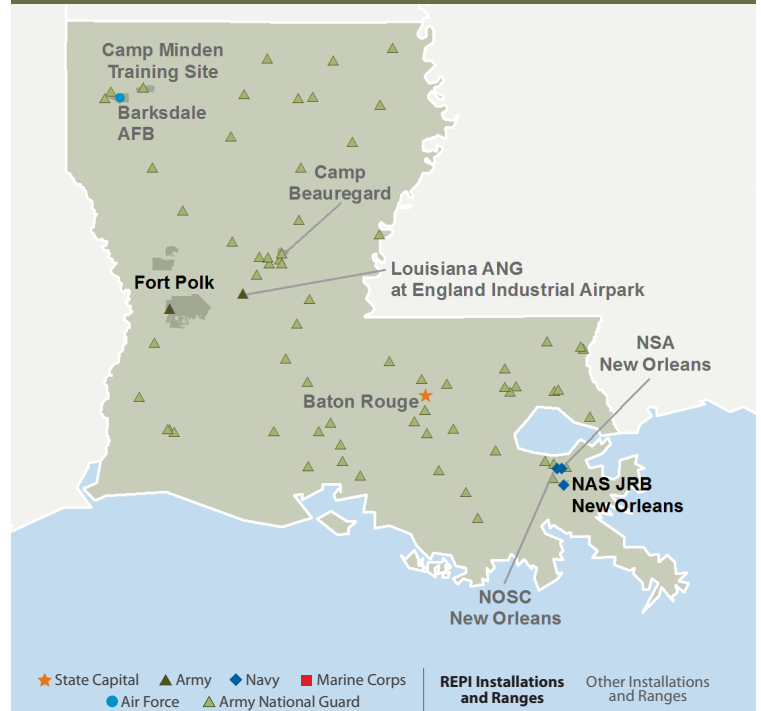 Camp Minden
Training Site
Barksdale
AFB
Camp
Beauregard
Louisiana ANG
at England Industrial Airpark
Fort Polk
NSA
New Orleans
Baton Rouge
NAS JRB
New Orleans
NOSC
New Orleans
State Capital Army Navy Marine Corps
Air Force Army National Guard
REPI Installations
and Ranges
Other Installations
and Ranges